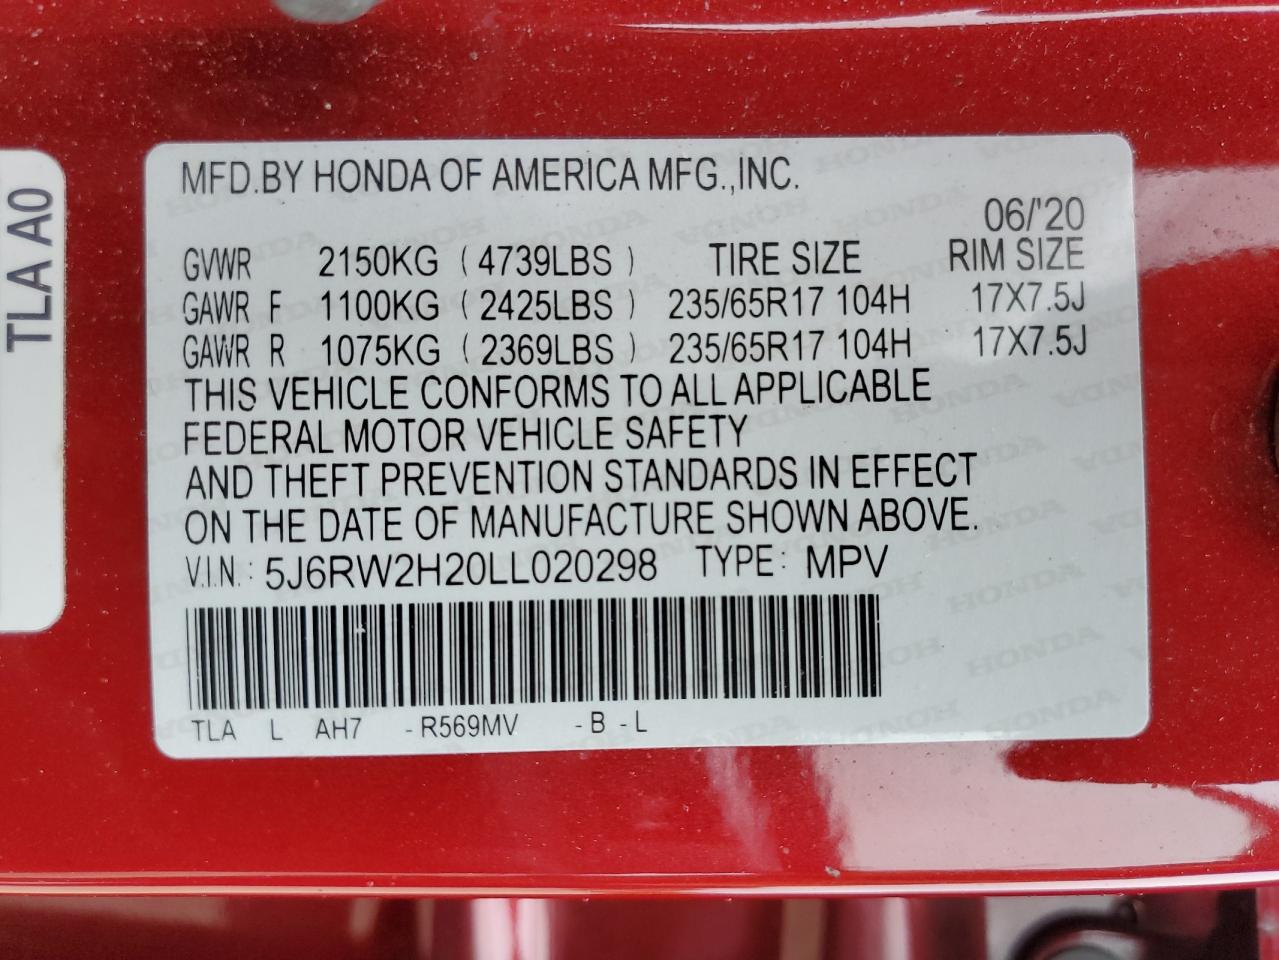 TLA A0
MFD.BY HONDA OF AMERICA MFG.,INC.
06/'20
GVWR 2150KG ( 4739LBS ) TIRE SIZE RIM SIZE
GAWR F 1100KG ( 2425LBS ) 235/65R17 104H 17X7.5J
GAWR R 1075KG ( 2369LBS ) 235/65R17 104H 17X7.5J
THIS VEHICLE CONFORMS TO ALL APPLICABLE
FEDERAL MOTOR VEHICLE SAFETY
AND THEFT PREVENTION STANDARDS IN EFFECT
ON THE DATE OF MANUFACTURE SHOWN ABOVE.
V.I.N. : 5J6RW2H20LL020298 TYPE : MPV
TLA L AH7 - R569MV - B - L